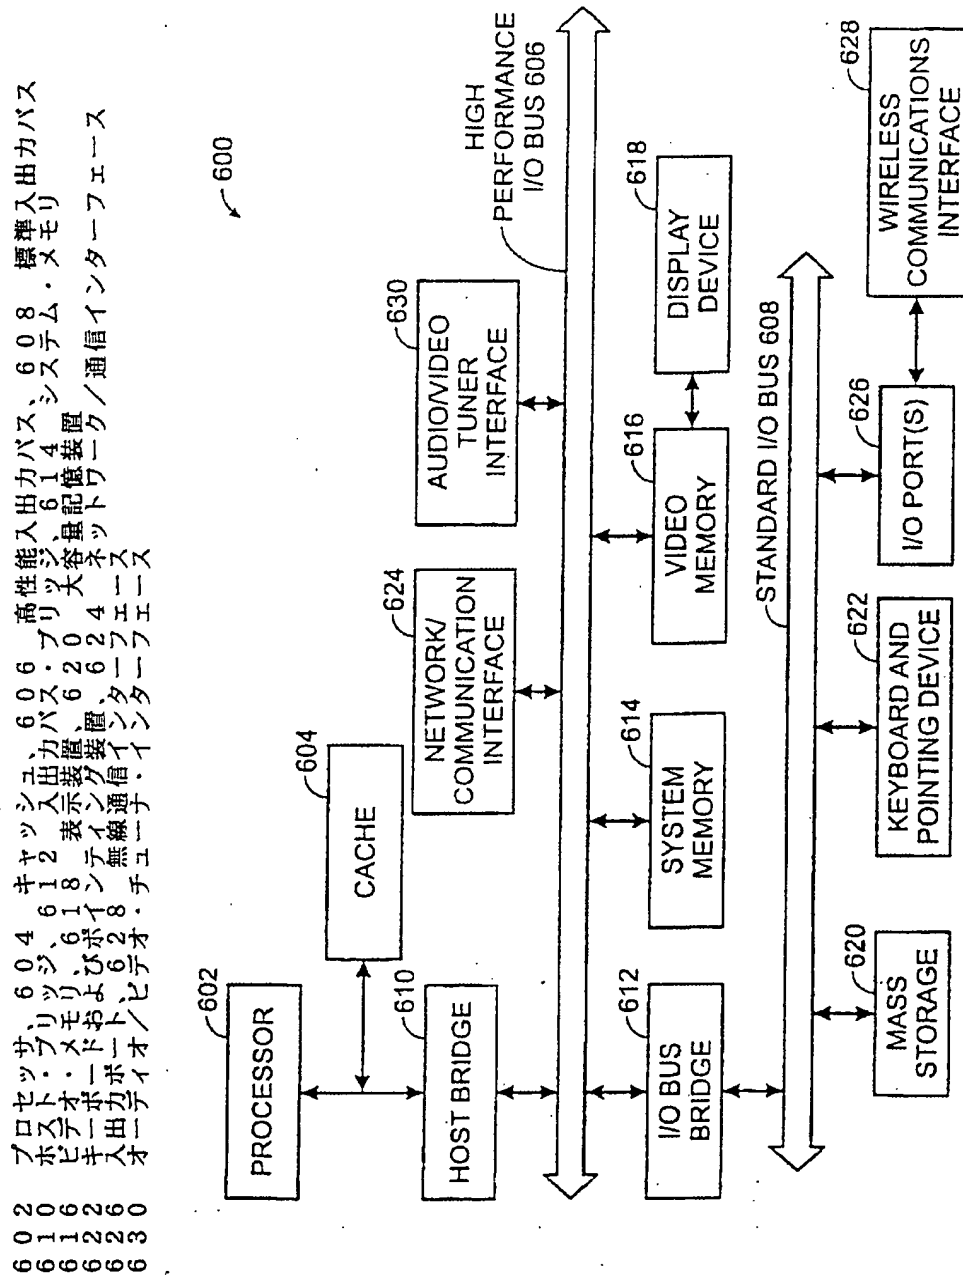 ６０２　プロセッサ、６０４　キャッシュ、６０６　高性能入出力バス、６０８　標準入出力バス
６１０　ホスト・ブリッジ、６１２　入出力バス・ブリッジ、６１４　システム・メモリ
６１６　ビデオ・メモリ、６１８　表示装置、６２０　大容量記憶装置
６２２　キーボードおよびポインティング装置、６２４　ネットワーク／通信インターフェース
６２６　入出力ポート、６２８　無線通信インターフェース
６３０　オーディオ／ビデオ・チューナ・インターフェース
600
602
PROCESSOR
604
CACHE
610
HOST BRIDGE
624
NETWORK/
COMMUNICATION
INTERFACE
630
AUDIO/VIDEO
TUNER
INTERFACE
HIGH
PERFORMANCE
I/O BUS 606
612
I/O BUS
BRIDGE
614
SYSTEM
MEMORY
616
VIDEO
MEMORY
618
DISPLAY
DEVICE
STANDARD I/O BUS 608
620
MASS
STORAGE
622
KEYBOARD AND
POINTING DEVICE
626
I/O PORT(S)
628
WIRELESS
COMMUNICATIONS
INTERFACE